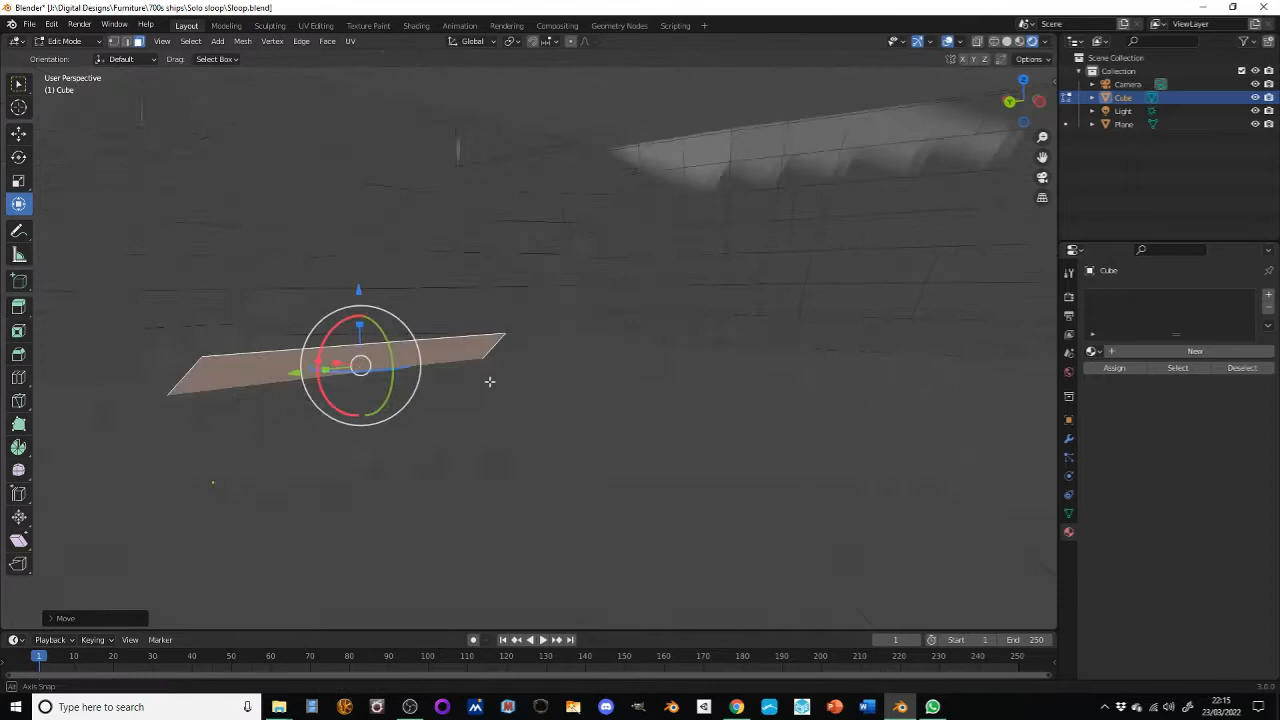 Blender* [J:\Digital Designs\Furniture\700s ships\Solo sloop\Sloop.blend]
File Edit Render Window Help Layout Modeling Sculpting UV Editing Texture Paint Shading Animation Rendering Compositing Geometry Nodes Scripting Scene ViewLayer
Edit Mode View Select Add Mesh Vertex Edge Face UV Global
Orientation: Default Drag: Select Box X Y Z Options
User Perspective
(1) Cube
Scene Collection
Collection
Camera
Cube
Light
Plane
Z
Y
Cube
New
Assign Select Deselect
Move
Playback Keying View Marker 1 Start 1 End 250
1 10 20 30 40 50 60 70 80 90 100 110 120 130 140 150 160 170 180 190 200 210 220 230 240 250
Axis Snap 3.0.0
Type here to search
22:15
23/03/2022